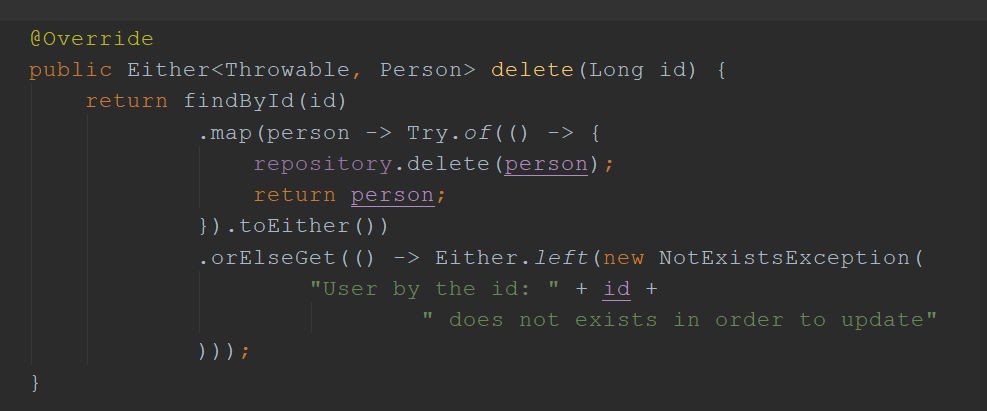 @Override
public Either<Throwable, Person> delete(Long id) {
return findById(id)
.map(person -> Try.of(() -> {
repository.delete(person);
return person;
}).toEither())
.orElseGet(() -> Either.left(new NotExistsException(
"User by the id: " + id +
" does not exists in order to update"
)));
}